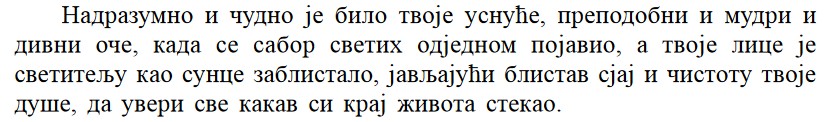 Надразумно и чудно је било твоје уснуће, преподобни и мудри и
дивни оче, када се сабор светих одједном појавио, а твоје лице је
светитељу као сунце заблистало, јављајући блистав сјај и чистоту твоје
душе, да увери све какав си крај живота стекао.